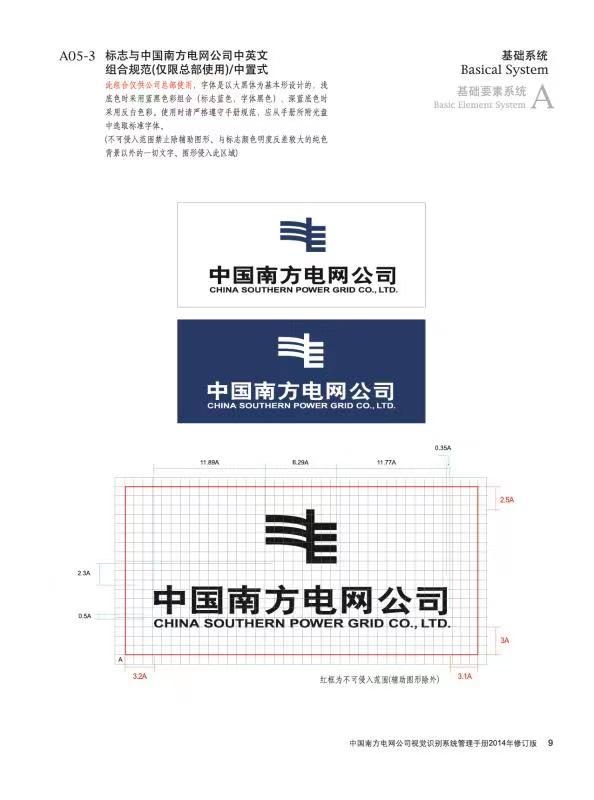 A05-3 标志与中国南方电网公司中英文
组合规范(仅限总部使用)/中置式
此组合仅供公司总部使用，字体是以大黑体为基本形设计的，浅
底色时采用蓝黑色彩组合（标志蓝色，字体黑色），深蓝底色时
采用反白色彩。使用时请严格遵守手册规范，应从手册所附光盘
中选取标准字体。
(不可侵入范围禁止除辅助图形、与标志颜色明度反差较大的纯色
背景以外的一切文字、图形侵入此区域)
基础系统
Basical System
基础要素系统
Basic Element System
A
中国南方电网公司
CHINA SOUTHERN POWER GRID CO., LTD.
中国南方电网公司
CHINA SOUTHERN POWER GRID CO., LTD.
0.35A
11.89A
6.29A
11.77A
2.5A
2.3A
0.5A
中国南方电网公司
CHINA SOUTHERN POWER GRID CO., LTD.
3A
A
3.2A
红框为不可侵入范围(辅助图形除外)
3.1A
中国南方电网公司视觉识别系统管理手册2014年修订版 9